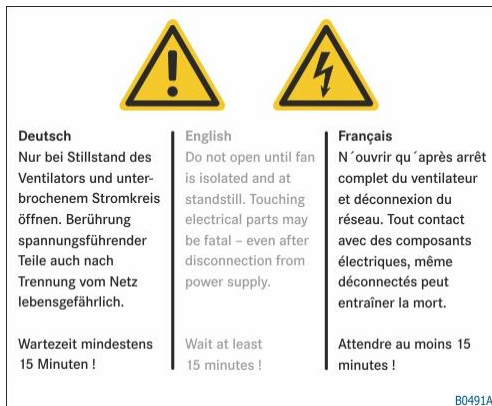 Deutsch
Nur bei Stillstand des
Ventilators und unter-
brochenem Stromkreis
öffnen. Berührung
spannungsführender
Teile auch nach
Trennung vom Netz
lebensgefährlich.
Wartezeit mindestens
15 Minuten !
English
Do not open until fan
is isolated and at
standstill. Touching
electrical parts may
be fatal – even after
disconnection from
power supply.
Wait at least
15 minutes !
Français
N´ouvrir qu´après arrêt
complet du ventilateur
et déconnexion du
réseau. Tout contact
avec des composants
électriques, même
déconnectés peut
entraîner la mort.
Attendre au moins 15
minutes !
B0491A